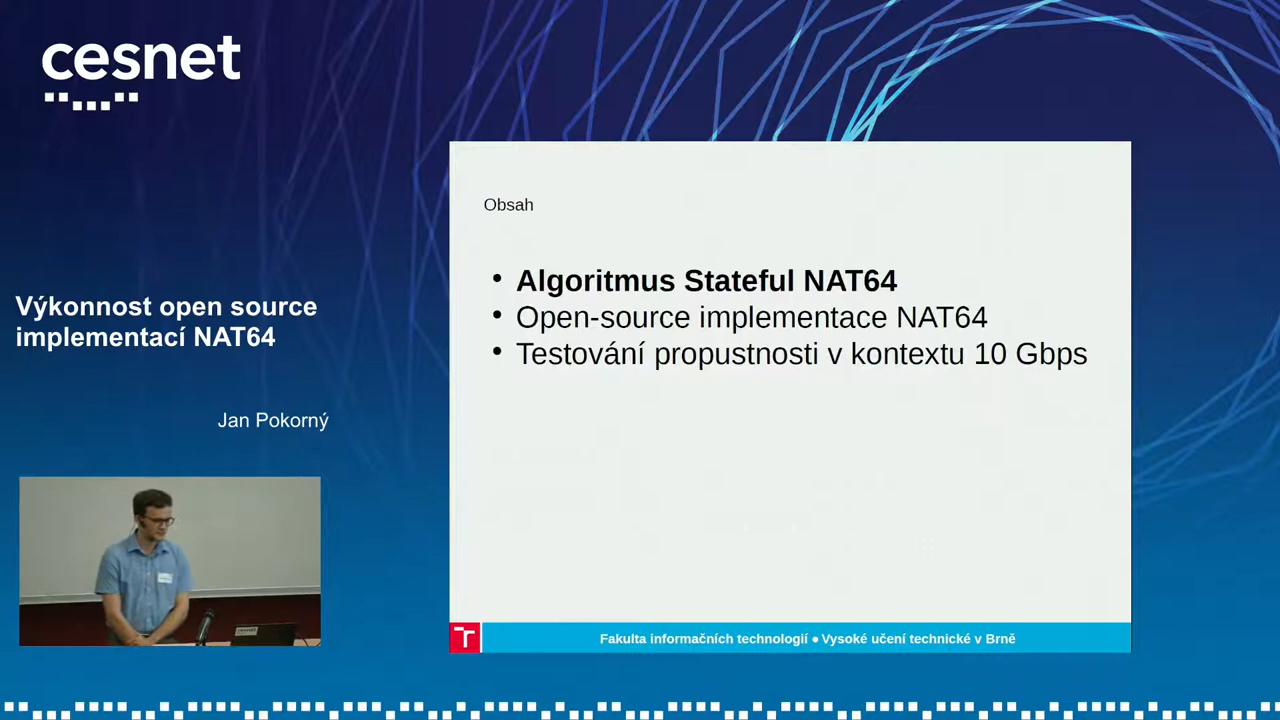 cesnet
Výkonnost open source
implementací NAT64
Jan Pokorný
Obsah
• Algoritmus Stateful NAT64
• Open-source implementace NAT64
• Testování propustnosti v kontextu 10 Gbps
Fakulta informačních technologií ● Vysoké učení technické v Brně
cesnet